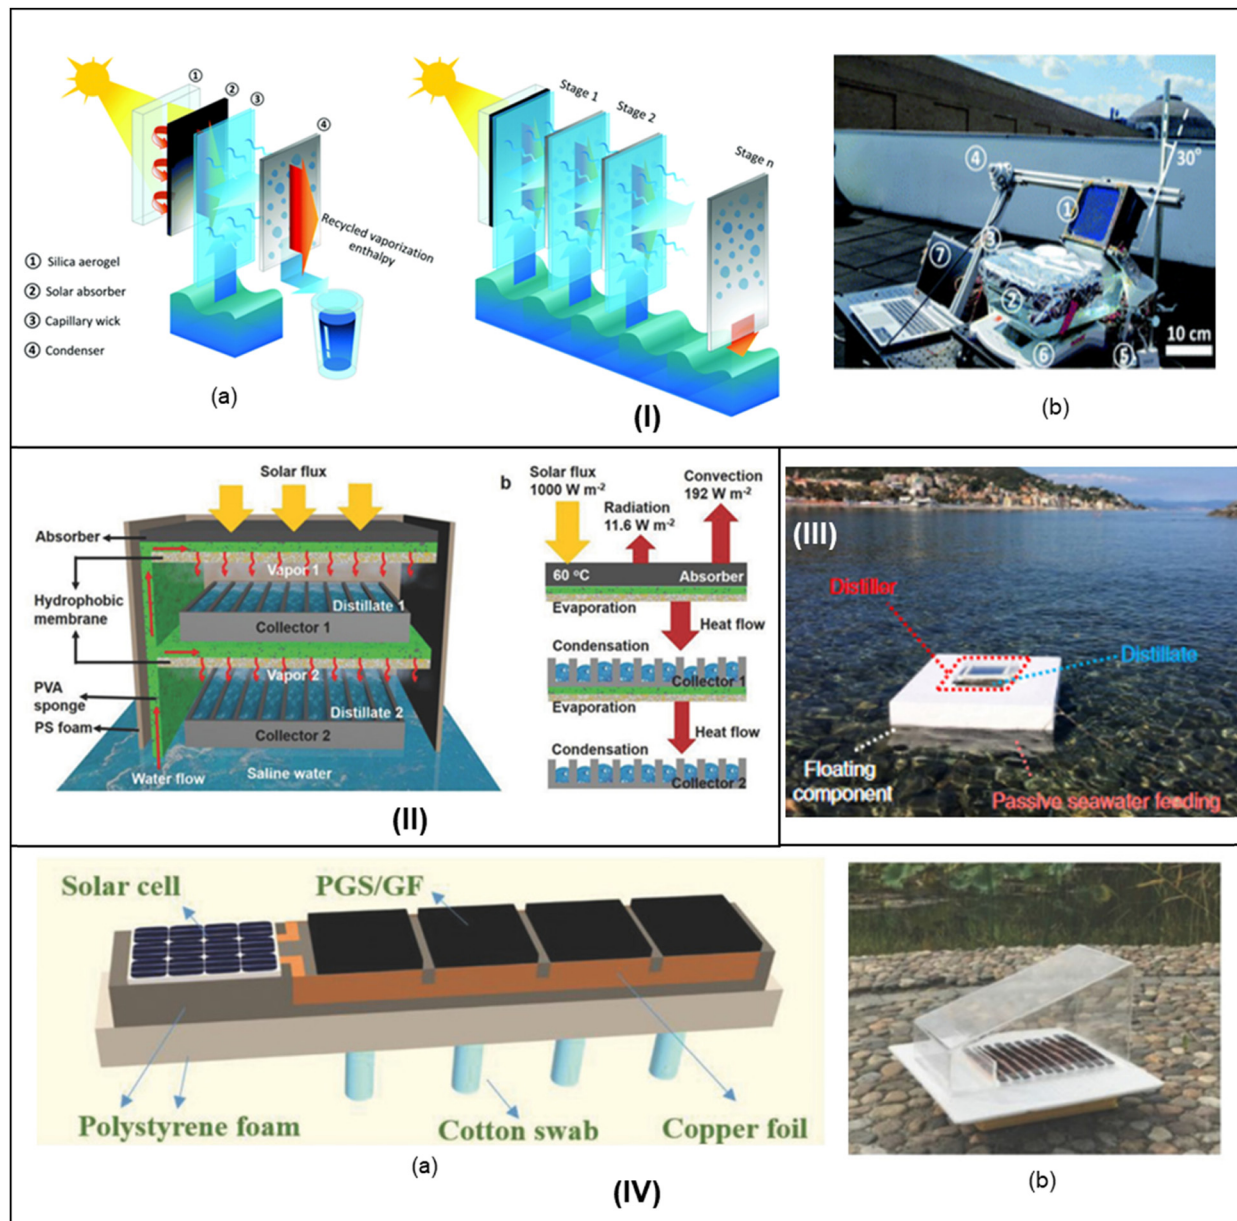 ①
②
③
④
Recycled vaporization
enthalpy
① Silica aerogel
② Solar absorber
③ Capillary wick
④ Condenser
(a)
Stage 1
Stage 2
Stage n
(I)
④
①
30°
③
⑦
②
⑥
⑤
10 cm
(b)
Solar flux
Absorber
Vapor 1
Hydrophobic
membrane
Distillate 1
Collector 1
Vapor 2
PVA
sponge
Distillate 2
PS foam
Collector 2
Water flow
Saline water
b
Solar flux
1000 W m-2
Convection
192 W m-2
Radiation
11.6 W m-2
60 °C
Absorber
Evaporation
Heat flow
Condensation
Collector 1
Evaporation
Heat flow
Condensation
Collector 2
(II)
(III)
Distiller
Distillate
Floating
component
Passive seawater feeding
Solar cell
PGS/GF
Polystyrene foam
Cotton swab
Copper foil
(a)
(b)
(IV)